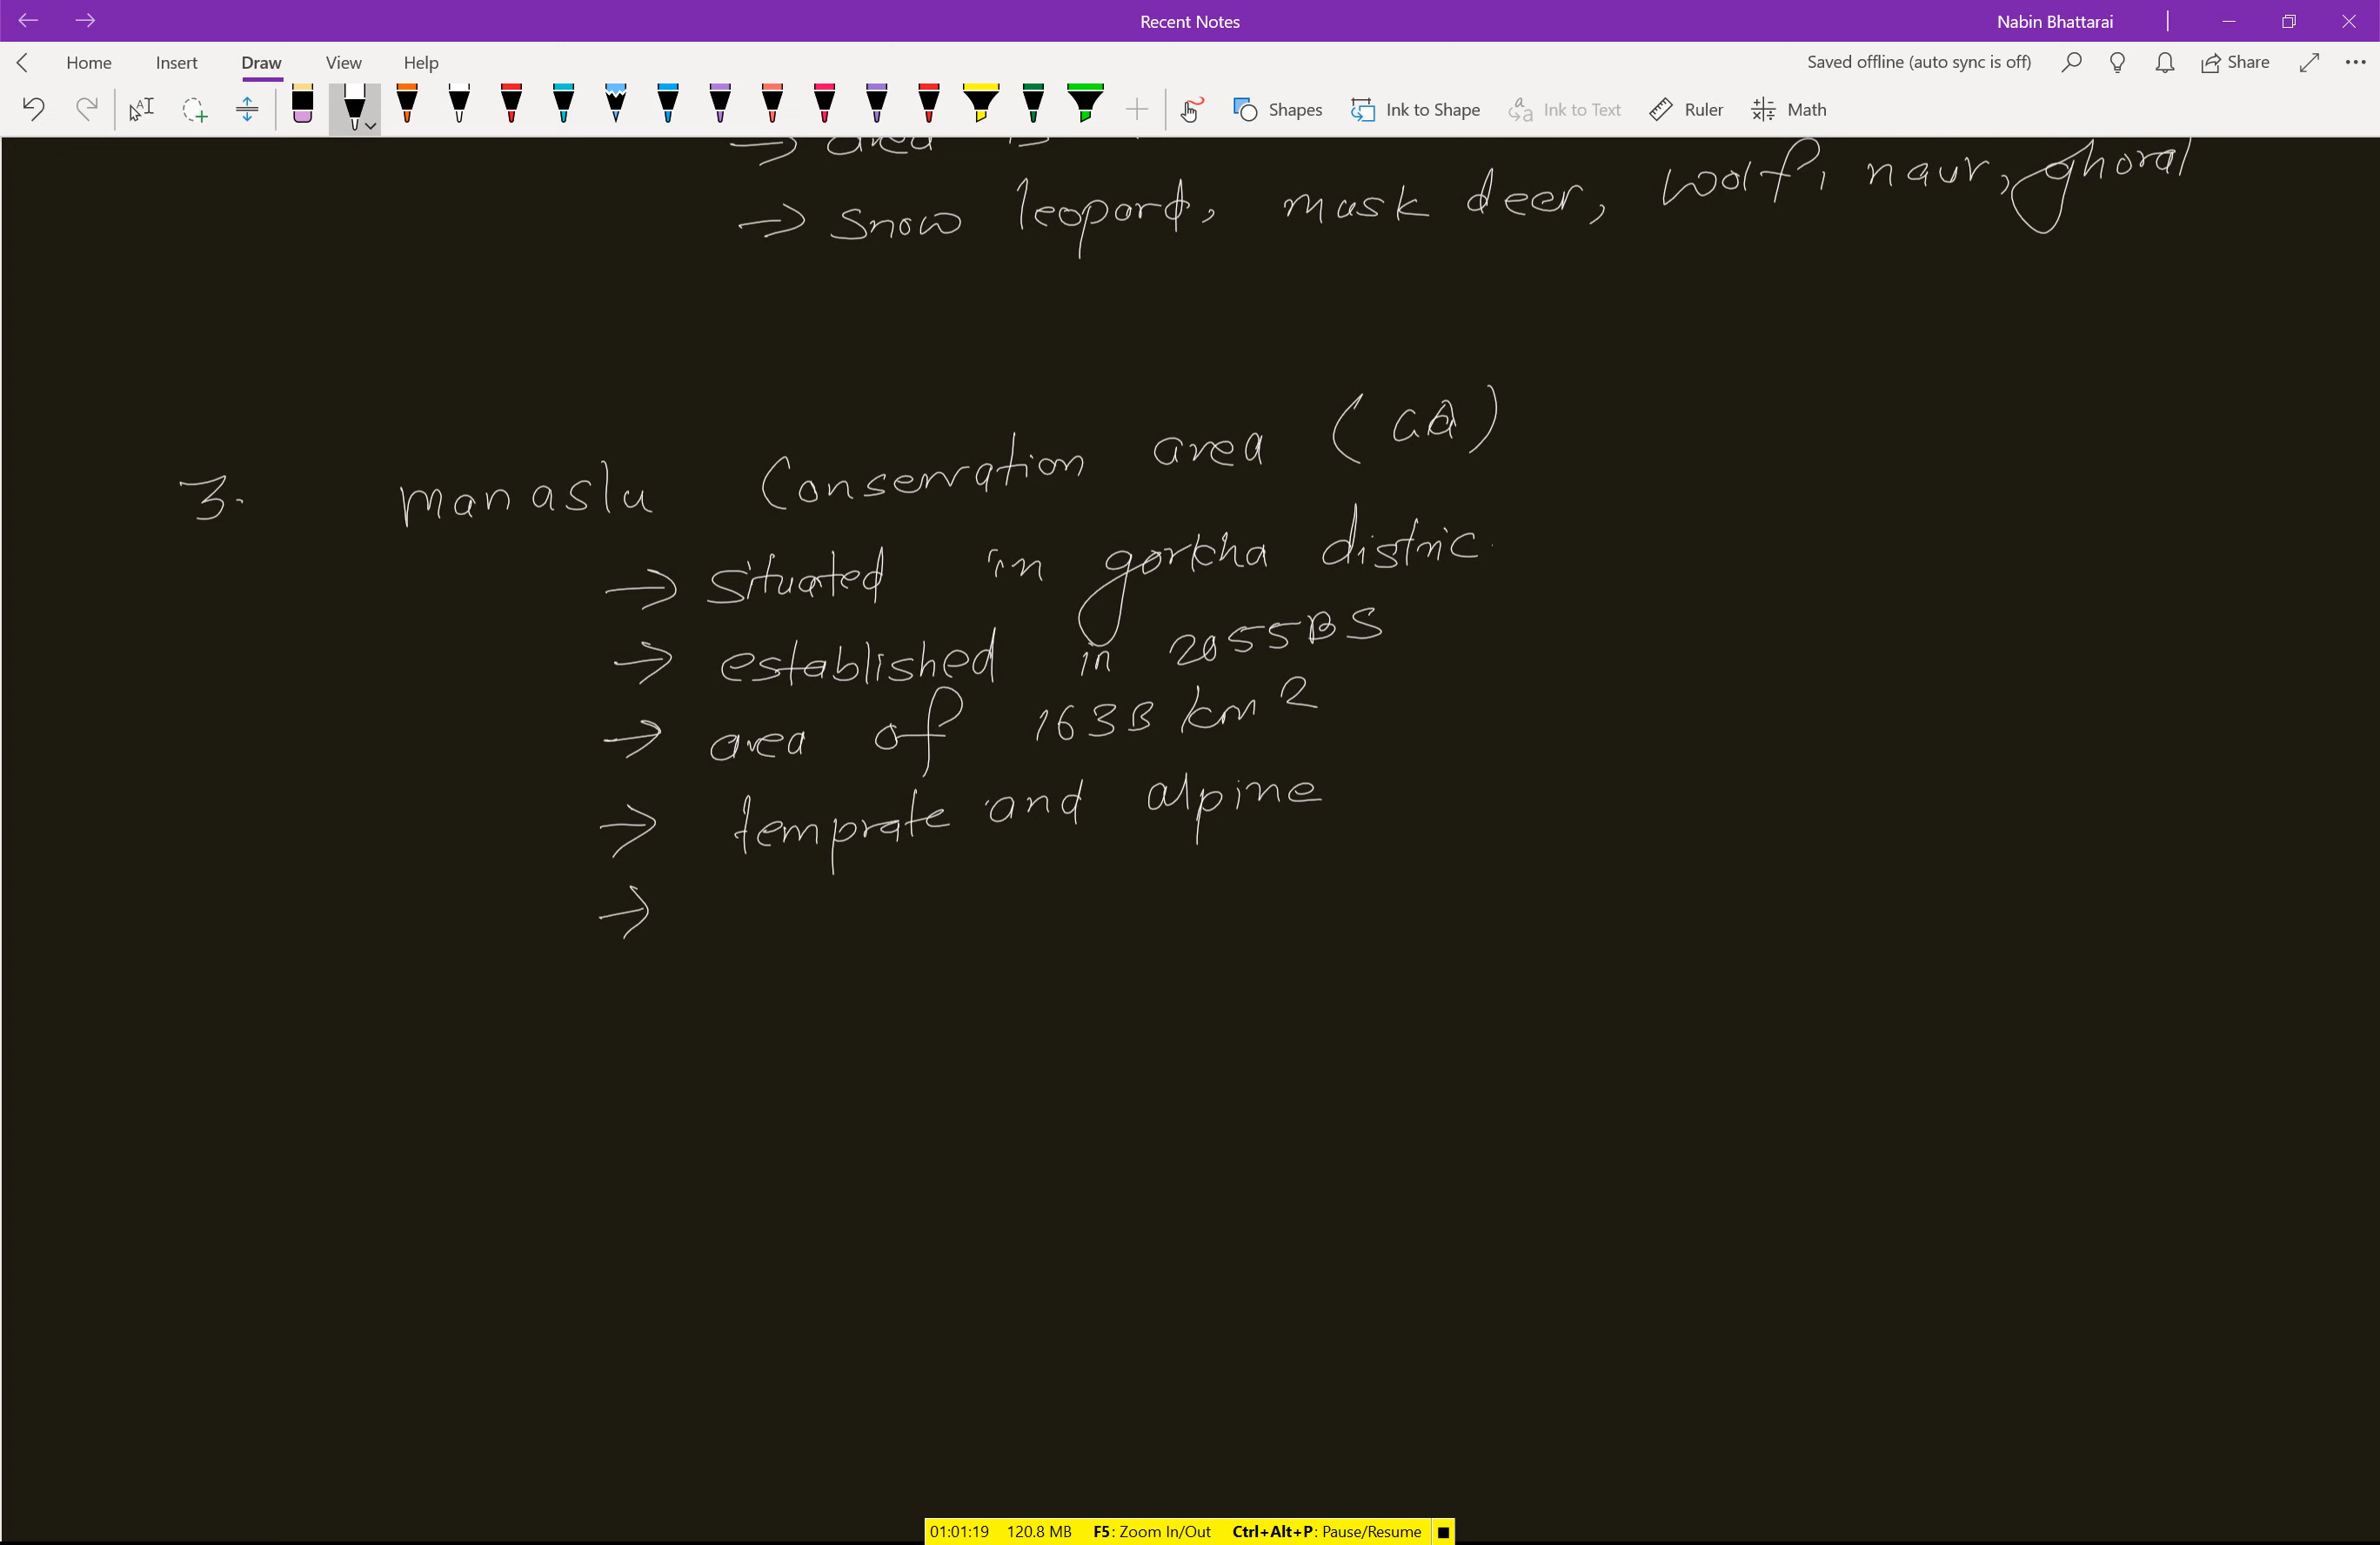 Recent Notes Nabin Bhattarai
Home Insert Draw View Help Saved offline (auto sync is off) Share
Shapes Ink to Shape Ink to Text Ruler Math
→ area
→ snow leopard, musk deer, wolf, naur, ghoral
3. manaslu Conservation area (CA)
→ situated in gorkha distric.
→ established in 2055BS
→ area of 1633 km²
→ temprate and alpine
→
01:01:19 120.8 MB F5: Zoom In/Out Ctrl+Alt+P: Pause/Resume